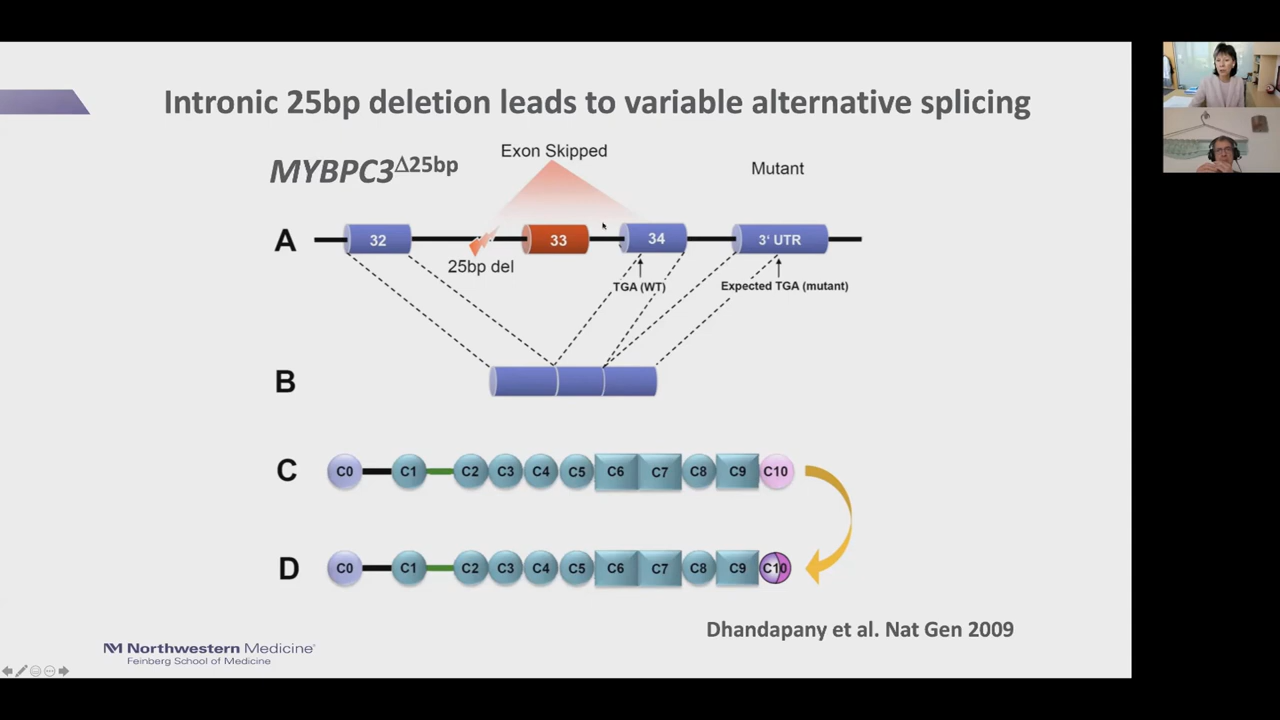 Intronic 25bp deletion leads to variable alternative splicing
MYBPC3Δ25bp
Exon Skipped
Mutant
A
32
33
34
3' UTR
25bp del
TGA (WT)
Expected TGA (mutant)
B
C
C0 C1 C2 C3 C4 C5 C6 C7 C8 C9 C10
D
C0 C1 C2 C3 C4 C5 C6 C7 C8 C9 C10
Dhandapany et al. Nat Gen 2009
NM Northwestern Medicine
Feinberg School of Medicine